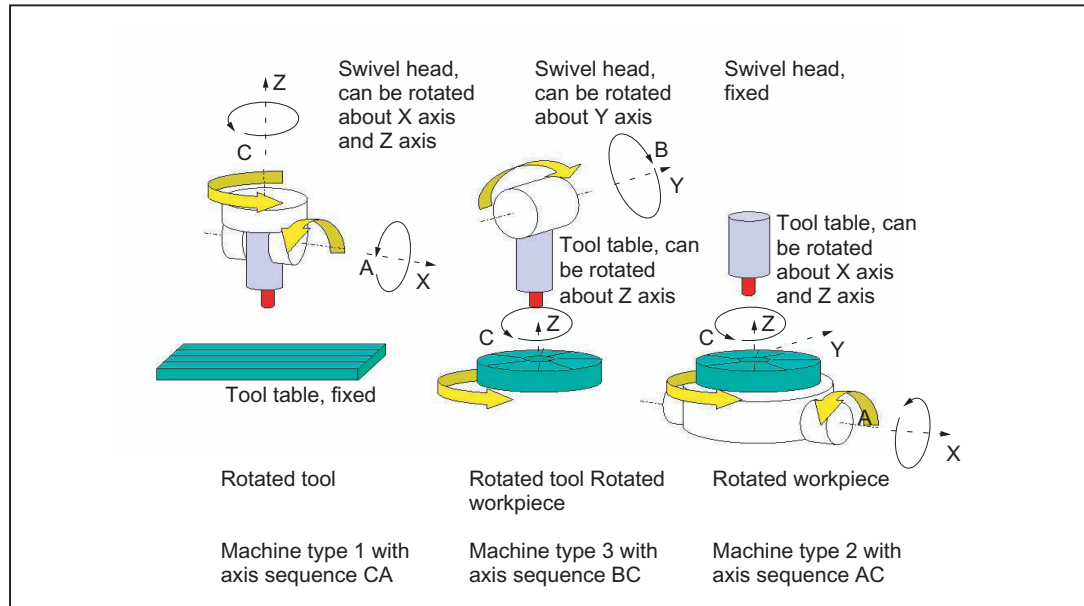 Swivel head,
can be rotated
about X axis
and Z axis
Swivel head,
can be rotated
about Y axis
Swivel head,
fixed
Z
C
A
X
B
Y
Tool table, can
be rotated
about Z axis
Tool table, can
be rotated
about X axis
and Z axis
C
Z
C
Z
Y
A
X
Tool table, fixed
Rotated tool
Rotated tool Rotated
workpiece
Rotated workpiece
Machine type 1 with
axis sequence CA
Machine type 3 with
axis sequence BC
Machine type 2 with
axis sequence AC